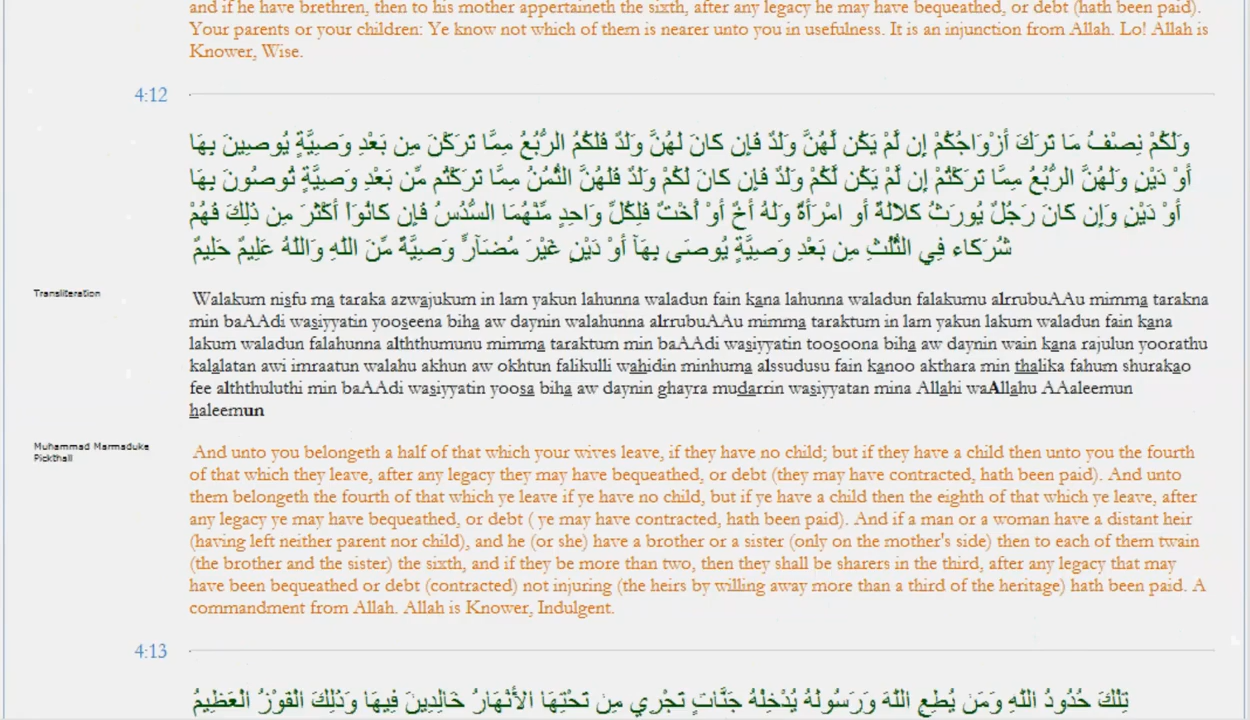 and if he have brethren, then to his mother appertaineth the sixth, after any legacy he may have bequeathed, or debt (hath been paid).
Your parents or your children: Ye know not which of them is nearer unto you in usefulness. It is an injunction from Allah. Lo! Allah is
Knower, Wise.
4:12
وَلَكُمْ نِصْفُ مَا تَرَكَ أَزْوَاجُكُمْ إِن لَّمْ يَكُن لَّهُنَّ وَلَدٌ فَإِن كَانَ لَهُنَّ وَلَدٌ فَلَكُمُ الرُّبُعُ مِمَّا تَرَكْنَ مِن بَعْدِ وَصِيَّةٍ يُوصِينَ بِهَا
أَوْ دَيْنٍ وَلَهُنَّ الرُّبُعُ مِمَّا تَرَكْتُمْ إِن لَّمْ يَكُن لَّكُمْ وَلَدٌ فَإِن كَانَ لَكُمْ وَلَدٌ فَلَهُنَّ الثُّمُنُ مِمَّا تَرَكْتُم مِّن بَعْدِ وَصِيَّةٍ تُوصُونَ بِهَا
أَوْ دَيْنٍ وَإِن كَانَ رَجُلٌ يُورَثُ كَلَالَةً أَو امْرَأَةٌ وَلَهُ أَخٌ أَوْ أُخْتٌ فَلِكُلِّ وَاحِدٍ مِّنْهُمَا السُّدُسُ فَإِن كَانُوَاْ أَكْثَرَ مِن ذَلِكَ فَهُمْ
شُرَكَاء فِي الثُّلُثِ مِن بَعْدِ وَصِيَّةٍ يُوصَى بِهَآ أَوْ دَيْنٍ غَيْرَ مُضَآرٍّ وَصِيَّةً مِّنَ اللّهِ وَاللّهُ عَلِيمٌ حَلِيمٌ
Transliteration
Walakum nisfu ma taraka azwajukum in lam yakun lahunna waladun fain kana lahunna waladun falakumu alrrubuAAu mimma tarakna
min baAAdi wasiyyatin yooseena biha aw daynin walahunna alrrubuAAu mimma taraktum in lam yakun lakum waladun fain kana
lakum waladun falahunna alththumunu mimma taraktum min baAAdi wasiyyatin toosoona biha aw daynin wain kana rajulun yoorathu
kalalatan awi imraatun walahu akhun aw okhtun falikulli wahidin minhuma alssudusu fain kanoo akthara min thalika fahum shurakao
fee alththuluthi min baAAdi wasiyyatin yoosa biha aw daynin ghayra mudarrin wasiyyatan mina Allahi waAllahu AAaleemun
haleemun
Muhammad Marmaduke
Pickthall
And unto you belongeth a half of that which your wives leave, if they have no child; but if they have a child then unto you the fourth
of that which they leave, after any legacy they may have bequeathed, or debt (they may have contracted, hath been paid). And unto
them belongeth the fourth of that which ye leave if ye have no child, but if ye have a child then the eighth of that which ye leave, after
any legacy ye may have bequeathed, or debt ( ye may have contracted, hath been paid). And if a man or a woman have a distant heir
(having left neither parent nor child), and he (or she) have a brother or a sister (only on the mother's side) then to each of them twain
(the brother and the sister) the sixth, and if they be more than two, then they shall be sharers in the third, after any legacy that may
have been bequeathed or debt (contracted) not injuring (the heirs by willing away more than a third of the heritage) hath been paid. A
commandment from Allah. Allah is Knower, Indulgent.
4:13
تِلْكَ حُدُودُ اللّهِ وَمَن يُطِعِ اللّهَ وَرَسُولَهُ يُدْخِلْهُ جَنَّاتٍ تَجْرِي مِن تَحْتِهَا الأَنْهَارُ خَالِدِينَ فِيهَا وَذَلِكَ الْفَوْزُ الْعَظِيمُ